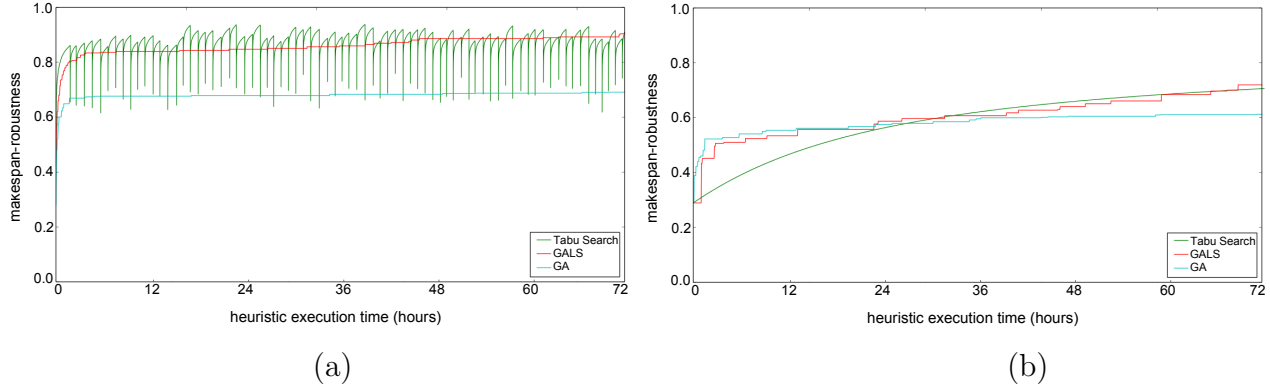 1.0
0.8
0.6
0.4
0.2
0.0
makespan-robustness
0
12
24
36
48
60
72
heuristic execution time (hours)
Tabu Search
GALS
GA
(a)
1.0
0.8
0.6
0.4
0.2
0.0
makespan-robustness
0
12
24
36
48
60
72
heuristic execution time (hours)
Tabu Search
GALS
GA
(b)